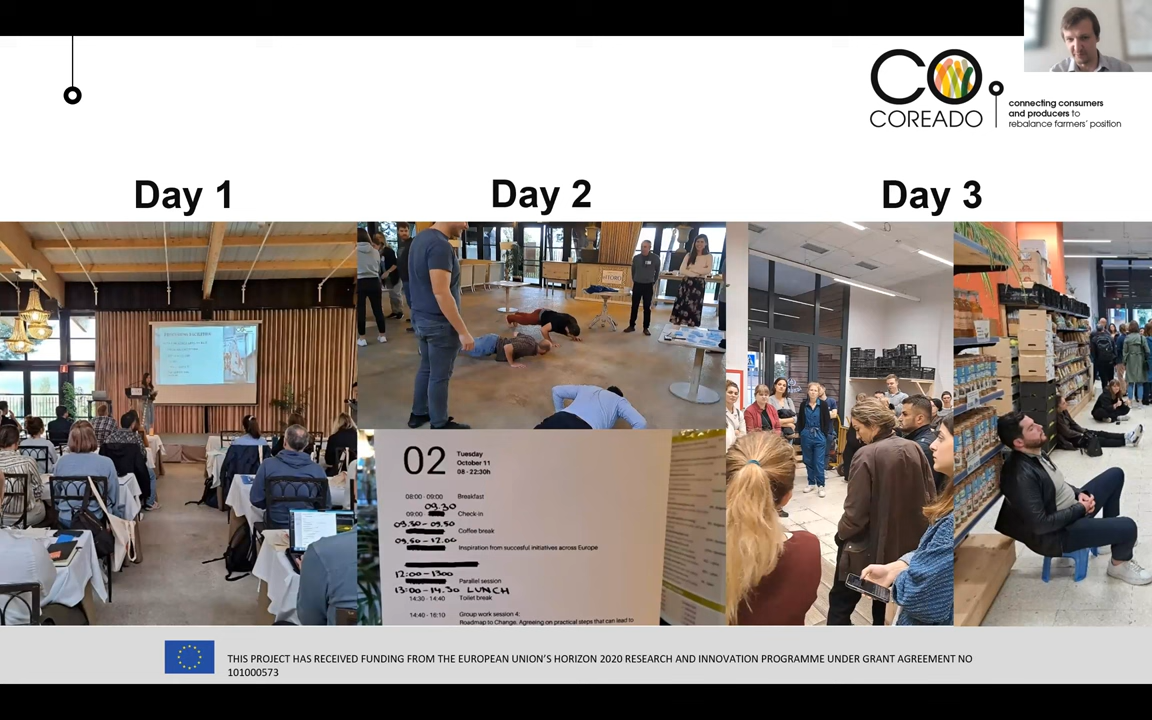 CO
COREADO
connecting consumers
and producers to
rebalance farmers' position
Day 1
Day 2
Day 3
02
Tuesday
October 11
08 - 22:30h
08:00 - 09:00 Breakfast
09.30
09:00 Check-in
09.30-09.50
Coffee break
09.50-12.00
Inspiration from succesful initiatives across Europe
12:00-1300
Parallel session
13:00-14.30 LUNCH
14:30 - 14:40 Toilet break
14:40 - 16:10 Group work session 4:
Roadmap to Change. Agreeing on practical steps that can lead to
THIS PROJECT HAS RECEIVED FUNDING FROM THE EUROPEAN UNION'S HORIZON 2020 RESEARCH AND INNOVATION PROGRAMME UNDER GRANT AGREEMENT NO
101000573